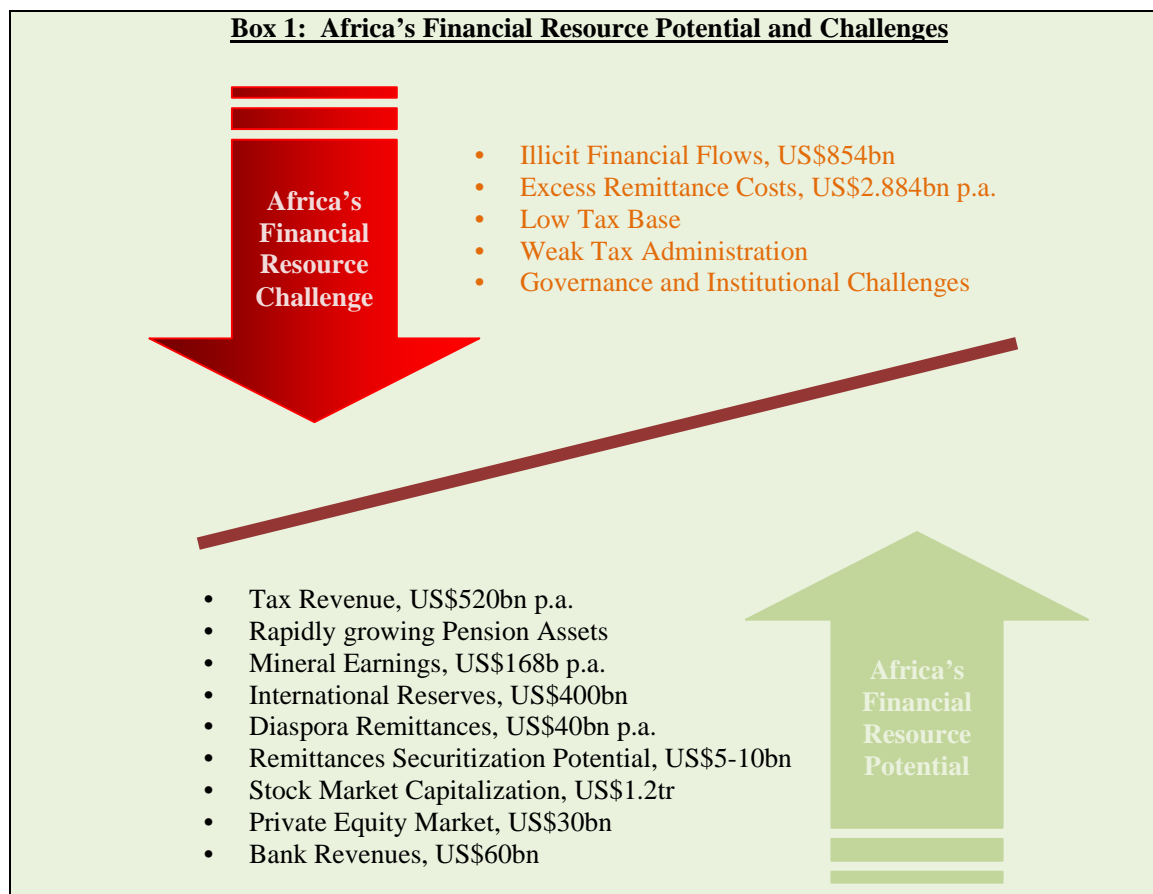 Box 1: Africa's Financial Resource Potential and Challenges
Africa's
Financial
Resource
Challenge
• Illicit Financial Flows, US$854bn
• Excess Remittance Costs, US$2.884bn p.a.
• Low Tax Base
• Weak Tax Administration
• Governance and Institutional Challenges
• Tax Revenue, US$520bn p.a.
• Rapidly growing Pension Assets
• Mineral Earnings, US$168b p.a.
• International Reserves, US$400bn
• Diaspora Remittances, US$40bn p.a.
• Remittances Securitization Potential, US$5-10bn
• Stock Market Capitalization, US$1.2tr
• Private Equity Market, US$30bn
• Bank Revenues, US$60bn
Africa's
Financial
Resource
Potential